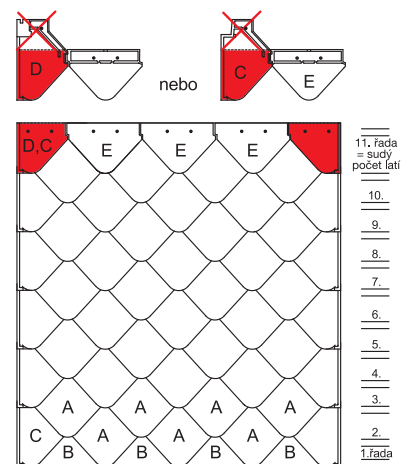 D
nebo
C
E
D,C
E
E
E
11. řada
= sudý
počet latí
10.
9.
8.
7.
6.
5.
4.
3.
A
A
A
A
2.
C
A
A
A
B
B
B
B
1.řada